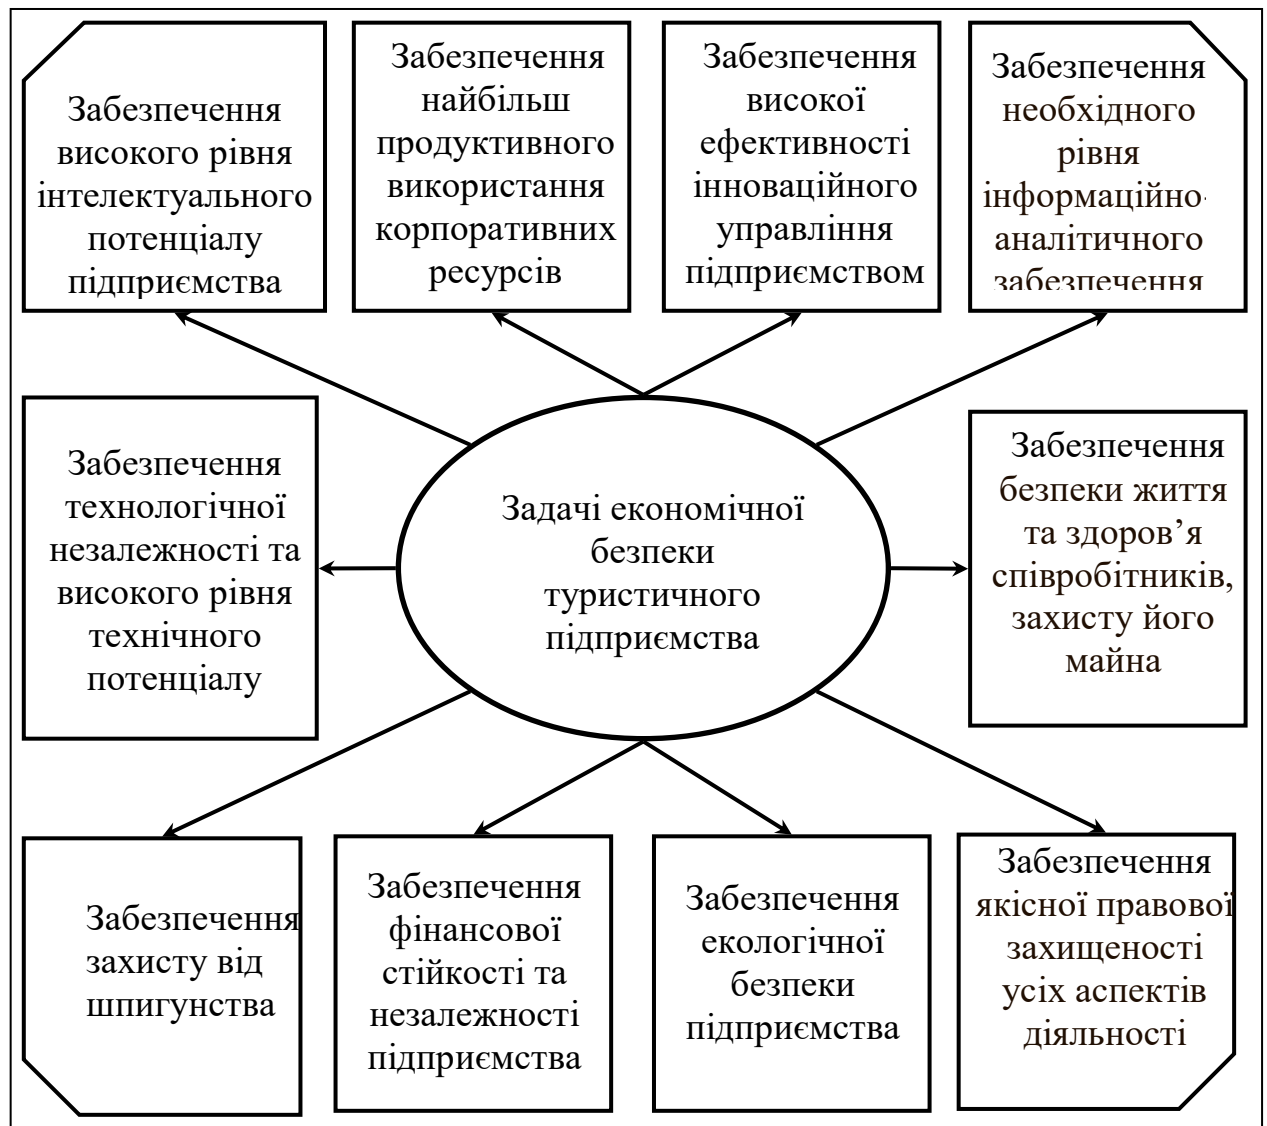 Забезпечення
високого рівня
інтелектуального
потенціалу
підприємства
Забезпечення
найбільш
продуктивного
використання
корпоративних
ресурсів
Забезпечення
високої
ефективності
інноваційного
управління
підприємством
Забезпечення
необхідного
рівня
інформаційно-
аналітичного
забезпечення
Забезпечення
технологічної
незалежності та
високого рівня
технічного
потенціалу
Задачі економічної
безпеки
туристичного
підприємства
Забезпечення
безпеки життя
та здоров’я
співробітників,
захисту його
майна
Забезпечення
захисту від
шпигунства
Забезпечення
фінансової
стійкості та
незалежності
підприємства
Забезпечення
екологічної
безпеки
підприємства
Забезпечення
якісної правової
захищеності
усіх аспектів
діяльності